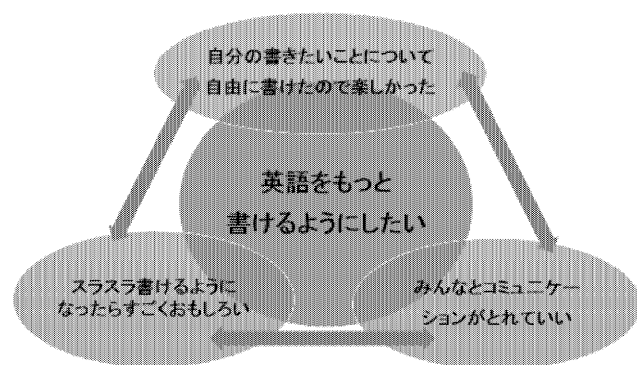 自分の書きたいことについて
自由に書けたので楽しかった
英語をもっと
書けるようにしたい
スラスラ書けるように
なったらすごくおもしろい
みんなとコミュニケー
ションがとれていい